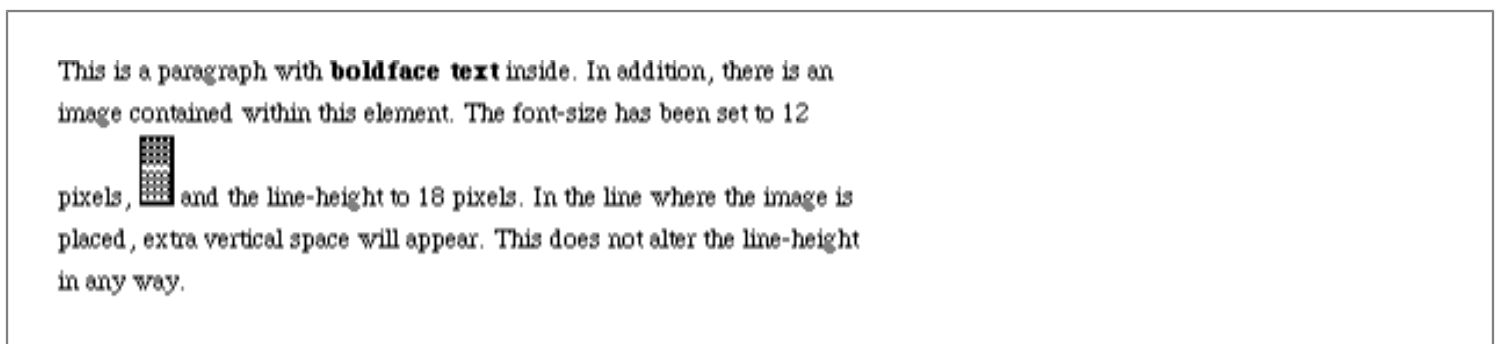 This is a paragraph with boldface text inside. In addition, there is an
image contained within this element. The font-size has been set to 12
pixels, and the line-height to 18 pixels. In the line where the image is
placed, extra vertical space will appear. This does not alter the line-height
in any way.